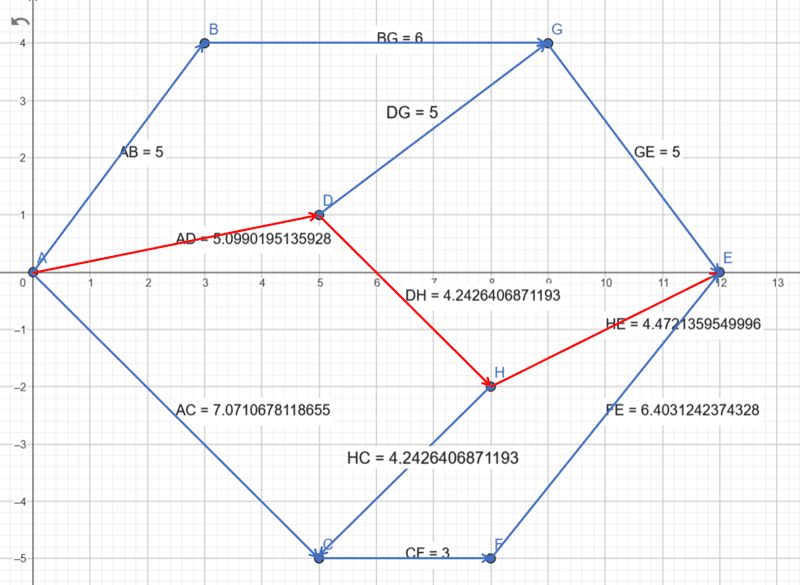 B
G
4
BG = 6
3
DG = 5
AB = 5
GE = 5
2
D
1
AD = 5.0990195135928
A
E
0
1
2
3
4
5
6
7
8
9
10
11
12
13
DH = 4.2426406871193
−1
HE = 4.4721359549996
H
−2
AC = 7.0710678118655
FE = 6.4031242374328
−3
HC = 4.2426406871193
−4
C
CF = 3
F
−5